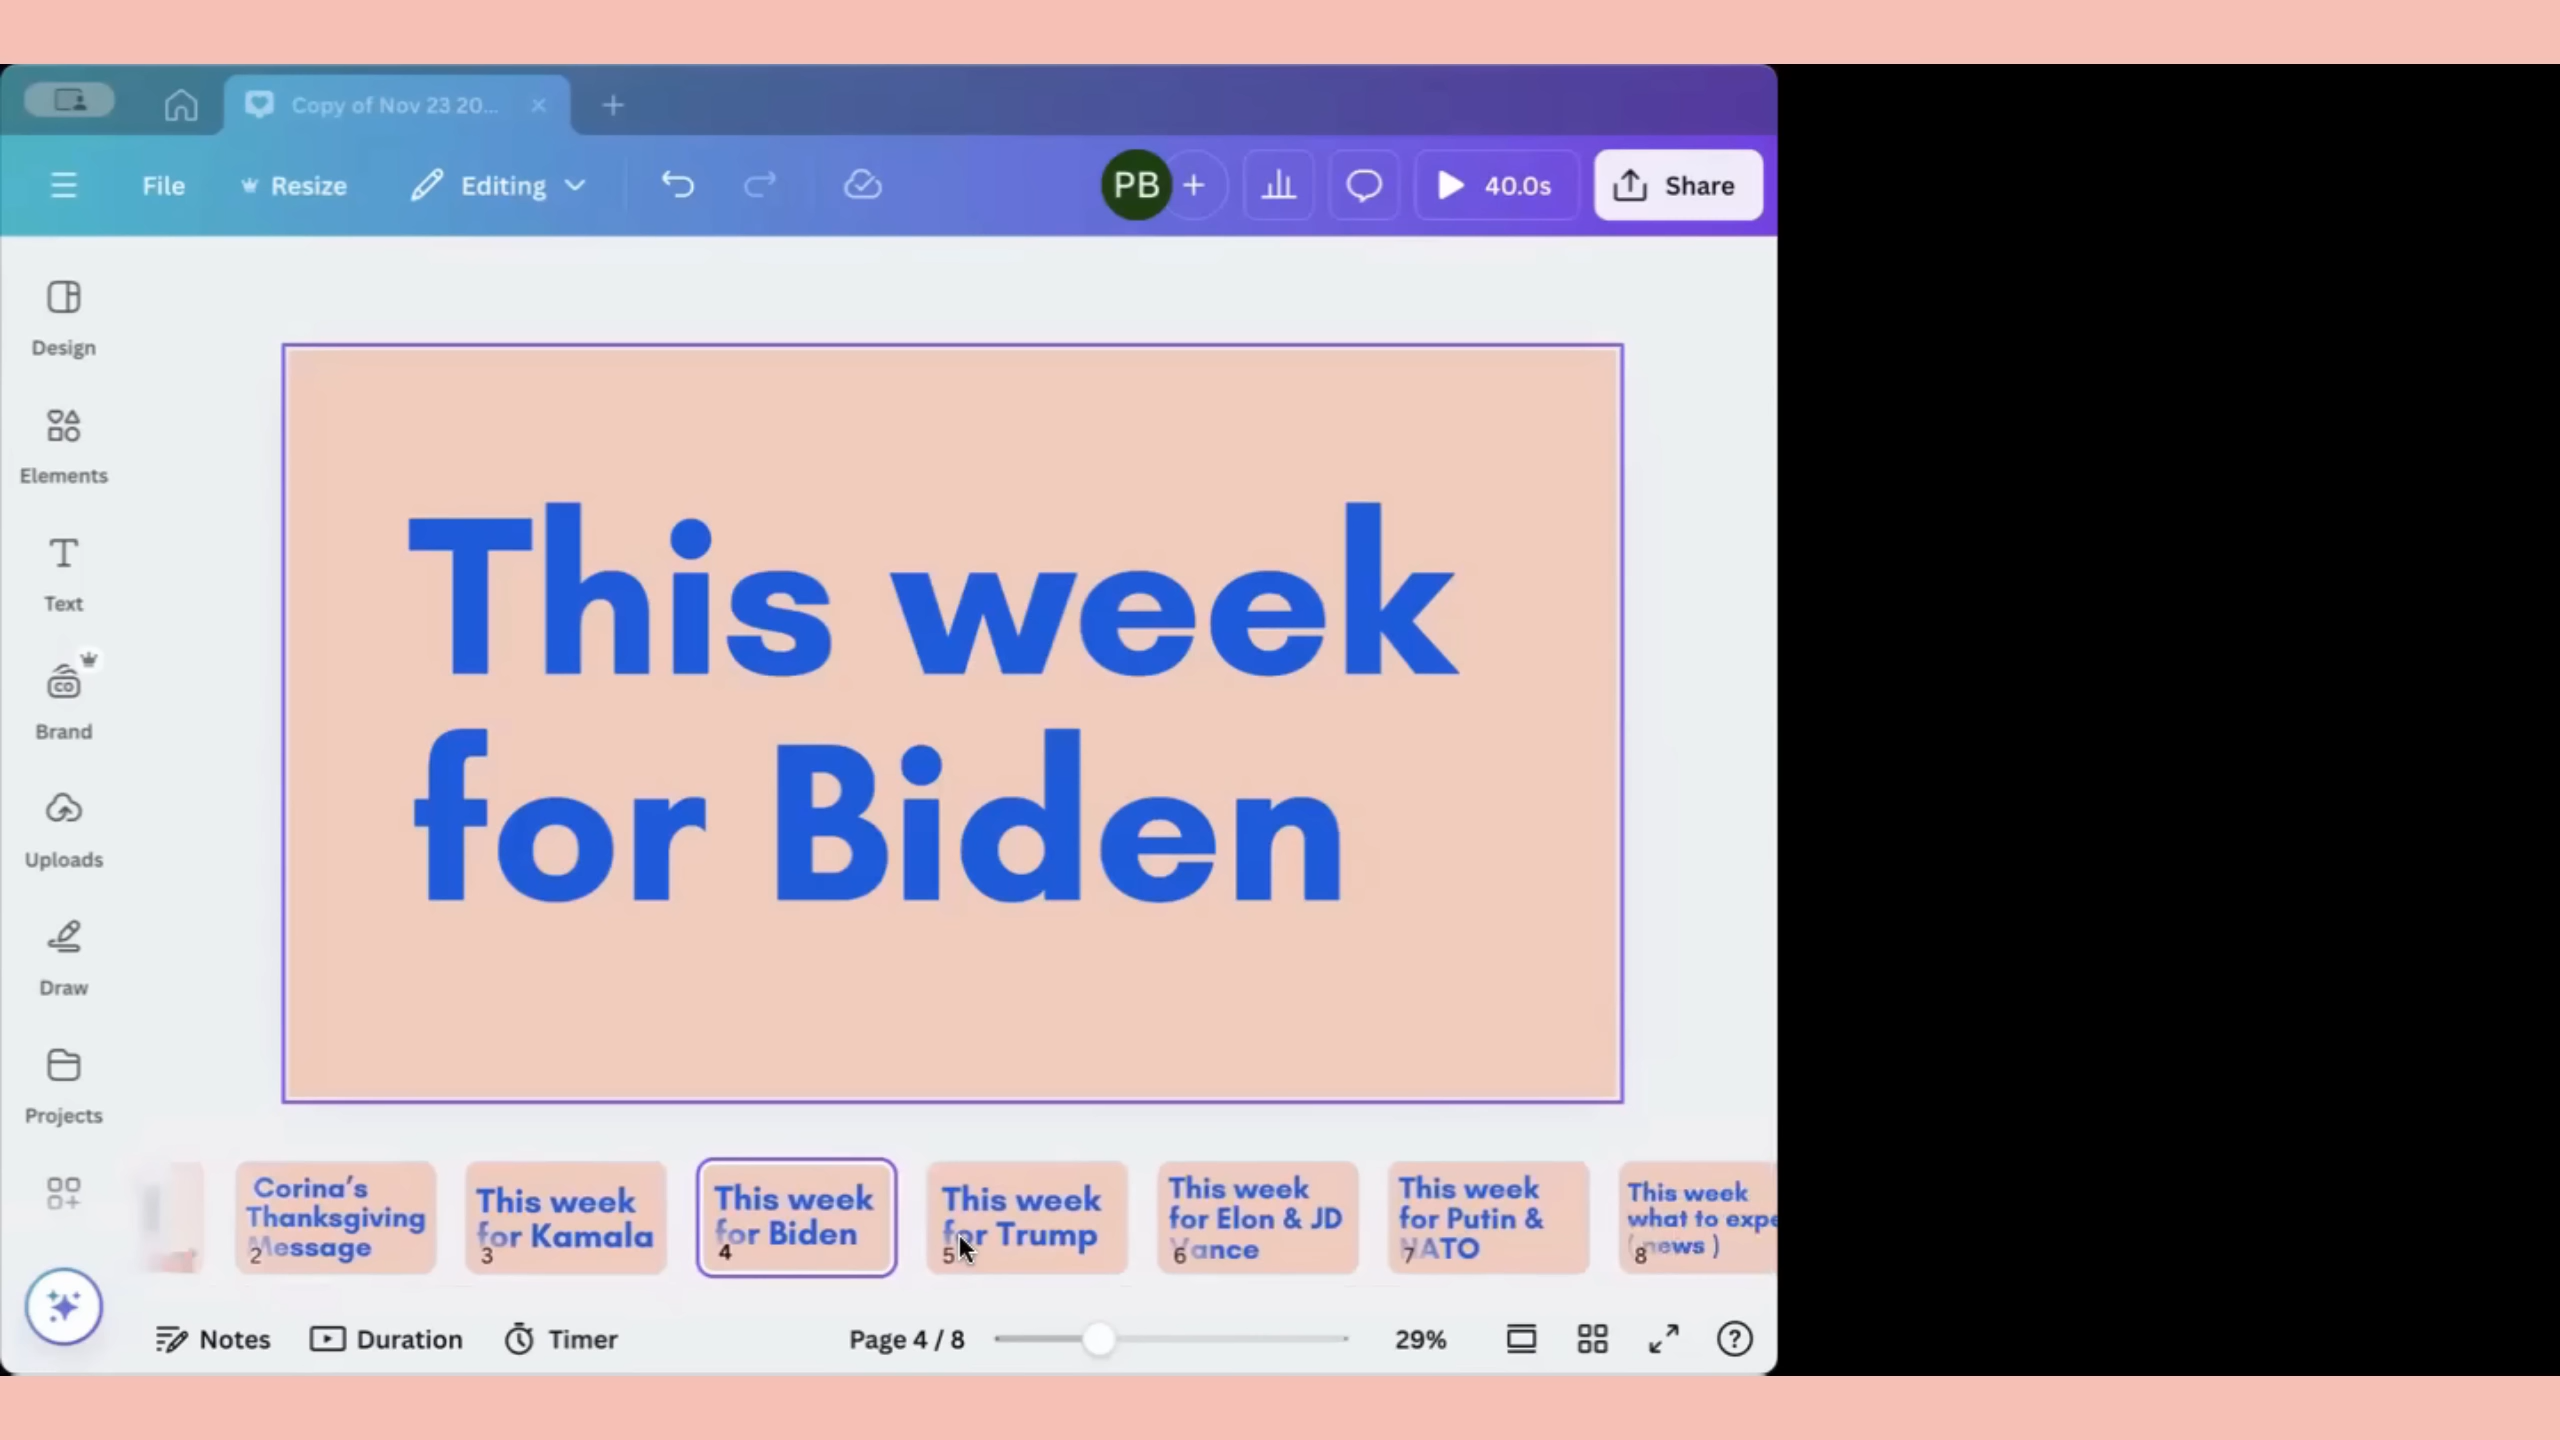 Copy of Nov 23 20...
File
Resize
Editing
PB
40.0s
Share
Design
Elements
Text
CO
Brand
Uploads
Draw
Projects
This week
for Biden
Corina's
Thanksgiving
Message
2
This week
for Kamala
3
This week
for Biden
4
This week
for Trump
5
This week
for Elon & JD
Vance
6
This week
for Putin &
NATO
7
This week
what to expe
( news )
8
Notes
Duration
Timer
Page 4 / 8
29%